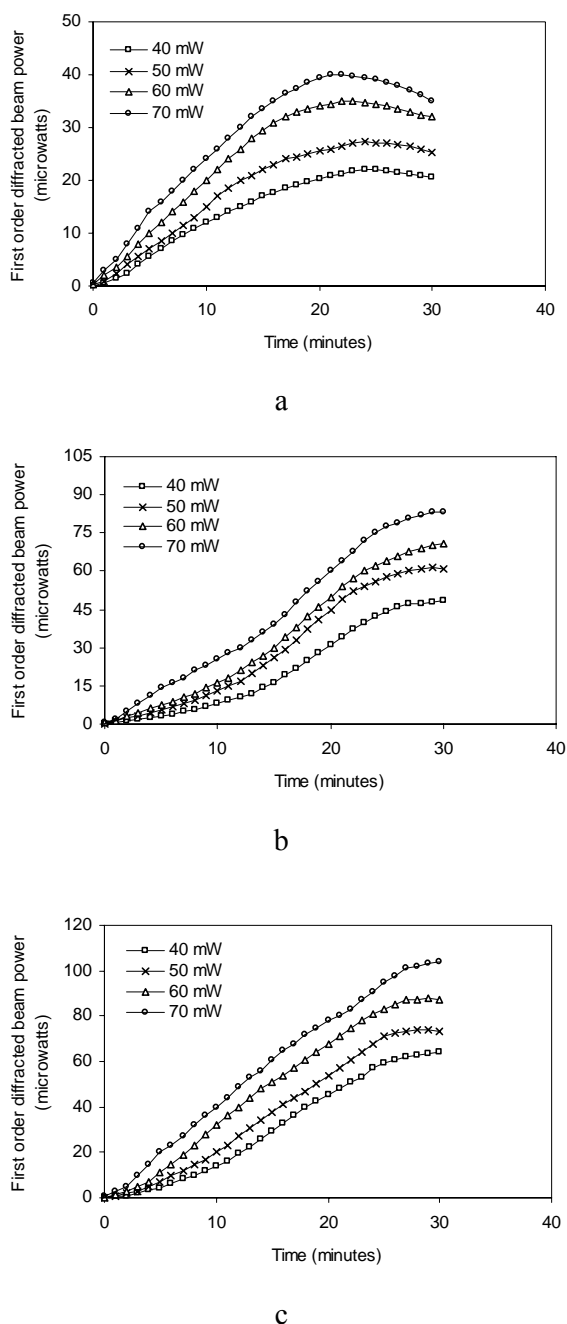 50
40
30
20
10
0
First order diffracted beam power
(microwatts)
40 mW
50 mW
60 mW
70 mW
0 10 20 30 40
Time (minutes)
a
105
90
75
60
45
30
15
0
First order diffracted beam power
(microwatts)
40 mW
50 mW
60 mW
70 mW
0 10 20 30 40
Time (minutes)
b
120
100
80
60
40
20
0
First order diffracted beam power
(microwatts)
40 mW
50 mW
60 mW
70 mW
0 10 20 30 40
Time (minutes)
c